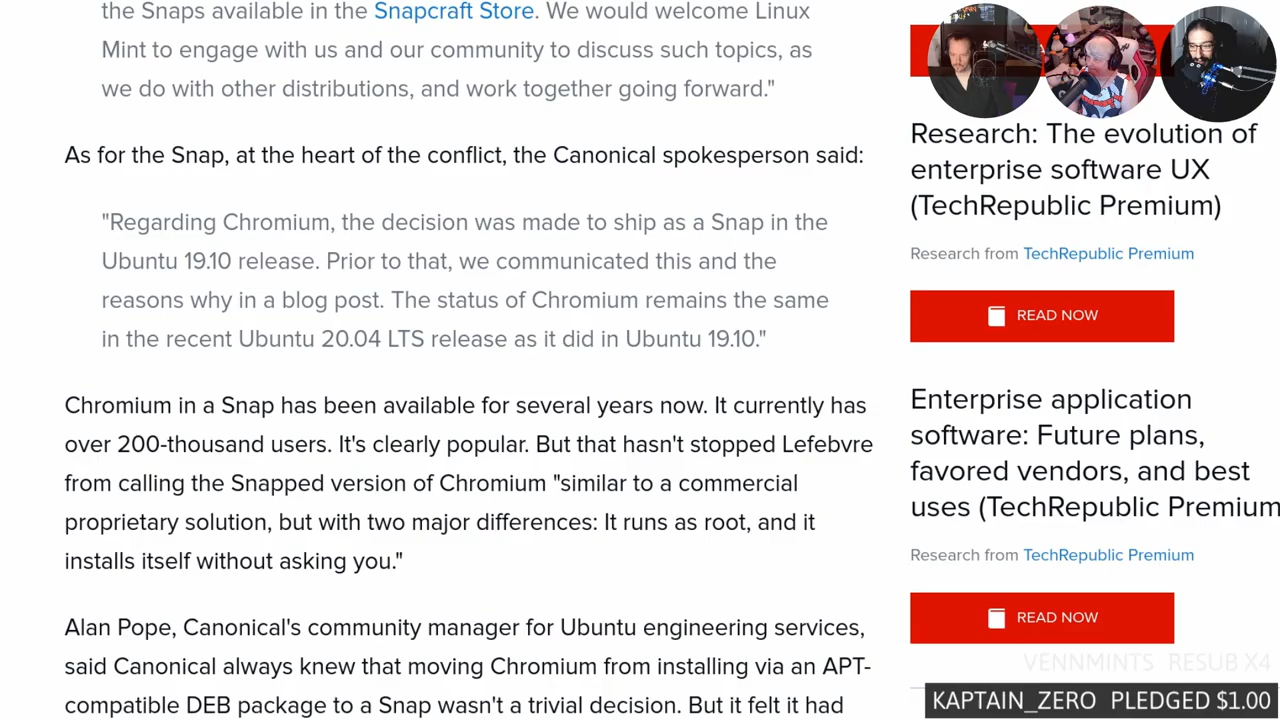 the Snaps available in the Snapcraft Store. We would welcome Linux
Mint to engage with us and our community to discuss such topics, as
we do with other distributions, and work together going forward."
As for the Snap, at the heart of the conflict, the Canonical spokesperson said:
"Regarding Chromium, the decision was made to ship as a Snap in the
Ubuntu 19.10 release. Prior to that, we communicated this and the
reasons why in a blog post. The status of Chromium remains the same
in the recent Ubuntu 20.04 LTS release as it did in Ubuntu 19.10."
Chromium in a Snap has been available for several years now. It currently has
over 200-thousand users. It's clearly popular. But that hasn't stopped Lefebvre
from calling the Snapped version of Chromium "similar to a commercial
proprietary solution, but with two major differences: It runs as root, and it
installs itself without asking you."
Alan Pope, Canonical's community manager for Ubuntu engineering services,
said Canonical always knew that moving Chromium from installing via an APT-
compatible DEB package to a Snap wasn't a trivial decision. But it felt it had
Research: The evolution of
enterprise software UX
(TechRepublic Premium)
Research from TechRepublic Premium
READ NOW
Enterprise application
software: Future plans,
favored vendors, and best
uses (TechRepublic Premium
Research from TechRepublic Premium
READ NOW
VENNMINTS RESUB X4
KAPTAIN_ZERO PLEDGED $1.00